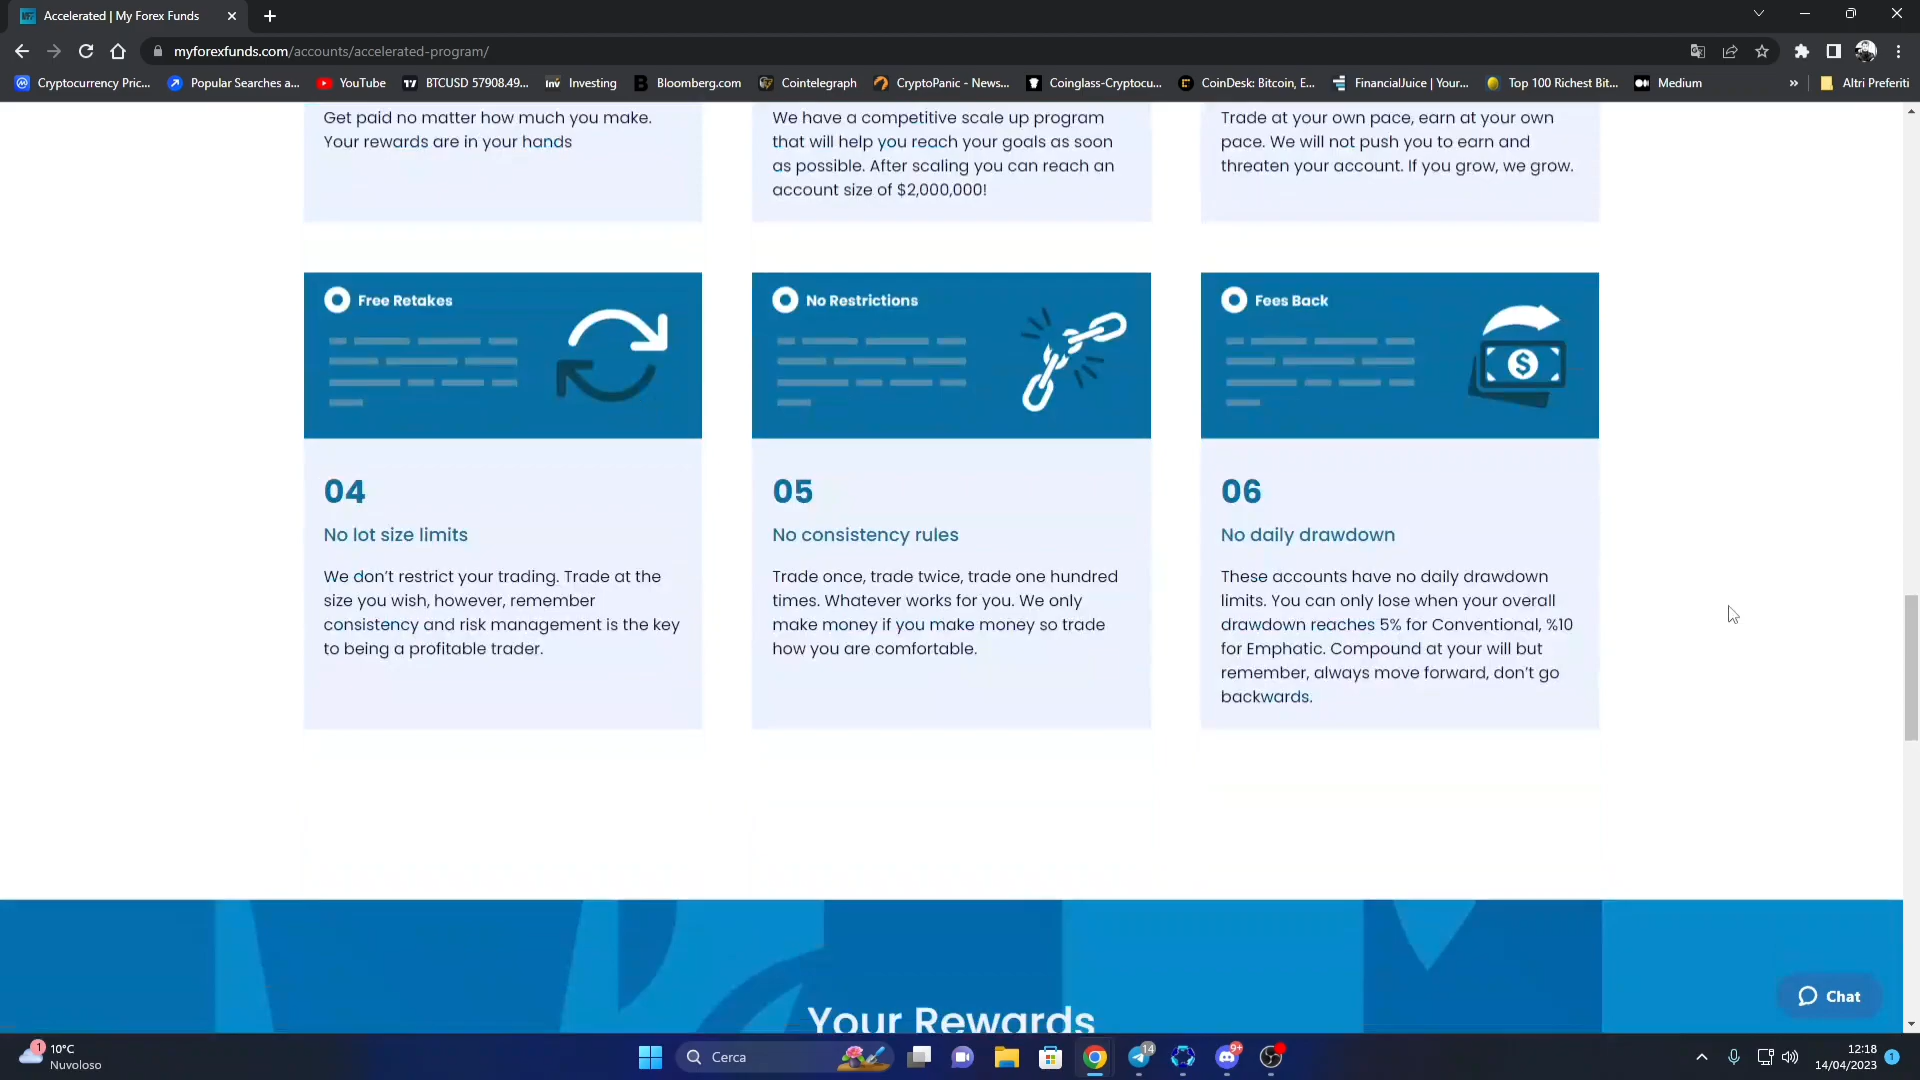 Accelerated | My Forex Funds
myforexfunds.com/accounts/accelerated-program/
Cryptocurrency Pric...
Popular Searches a...
YouTube
BTCUSD 57908.49...
Investing
Bloomberg.com
Cointelegraph
CryptoPanic - News...
Coinglass-Cryptocu...
CoinDesk: Bitcoin, E...
FinancialJuice | Your...
Top 100 Richest Bit...
Medium
»
Altri Preferiti
Get paid no matter how much you make.
Your rewards are in your hands
We have a competitive scale up program
that will help you reach your goals as soon
as possible. After scaling you can reach an
account size of $2,000,000!
Trade at your own pace, earn at your own
pace. We will not push you to earn and
threaten your account. If you grow, we grow.
Free Retakes
No Restrictions
Fees Back
04
No lot size limits
We don't restrict your trading. Trade at the
size you wish, however, remember
consistency and risk management is the key
to being a profitable trader.
05
No consistency rules
Trade once, trade twice, trade one hundred
times. Whatever works for you. We only
make money if you make money so trade
how you are comfortable.
06
No daily drawdown
These accounts have no daily drawdown
limits. You can only lose when your overall
drawdown reaches 5% for Conventional, %10
for Emphatic. Compound at your will but
remember, always move forward, don't go
backwards.
Your Rewards
Chat
1
10°C
Nuvoloso
Cerca
14
9+
12:18
14/04/2023
1